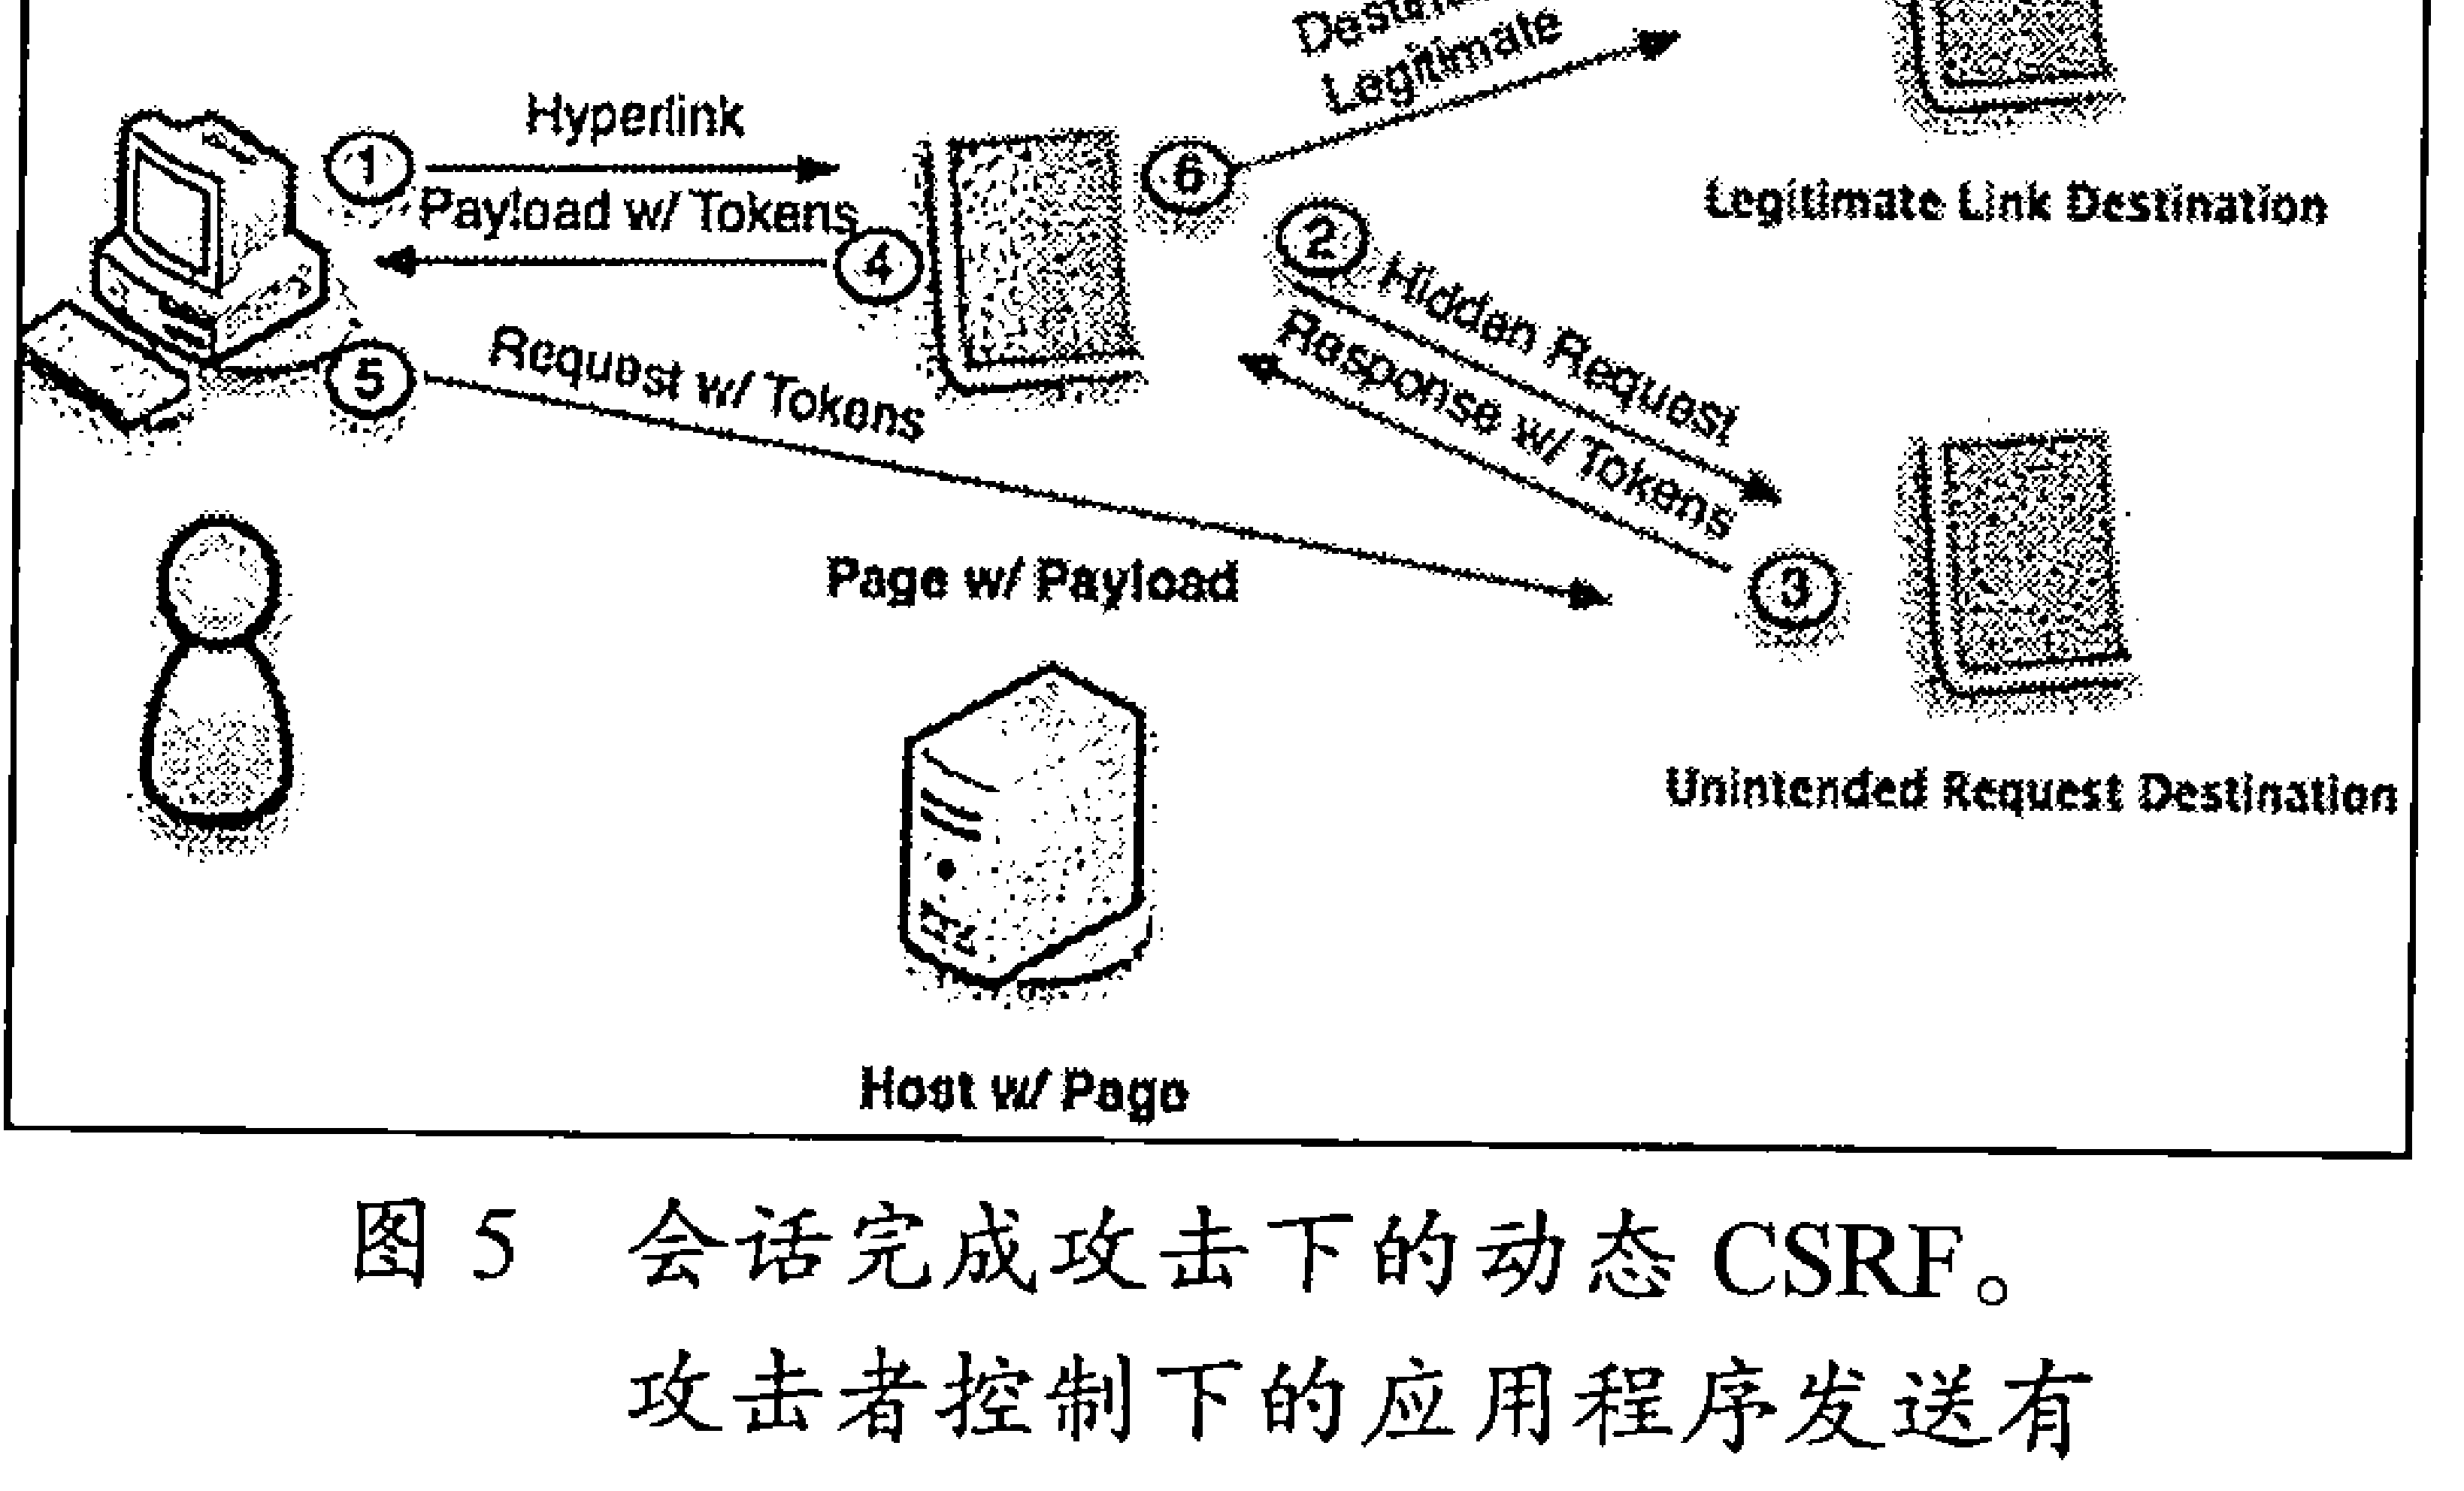 Legitimate
Hyperlink
1
6
Legitimate Link Destination
Payload w/ Tokens
2
4
Hidden Request
Response w/ Tokens
Request w/ Tokens
5
3
Page w/ Payload
Unintended Request Destination
Host w/ Page
图 5 会话完成攻击下的动态 CSRF。
攻击者控制下的应用程序发送有